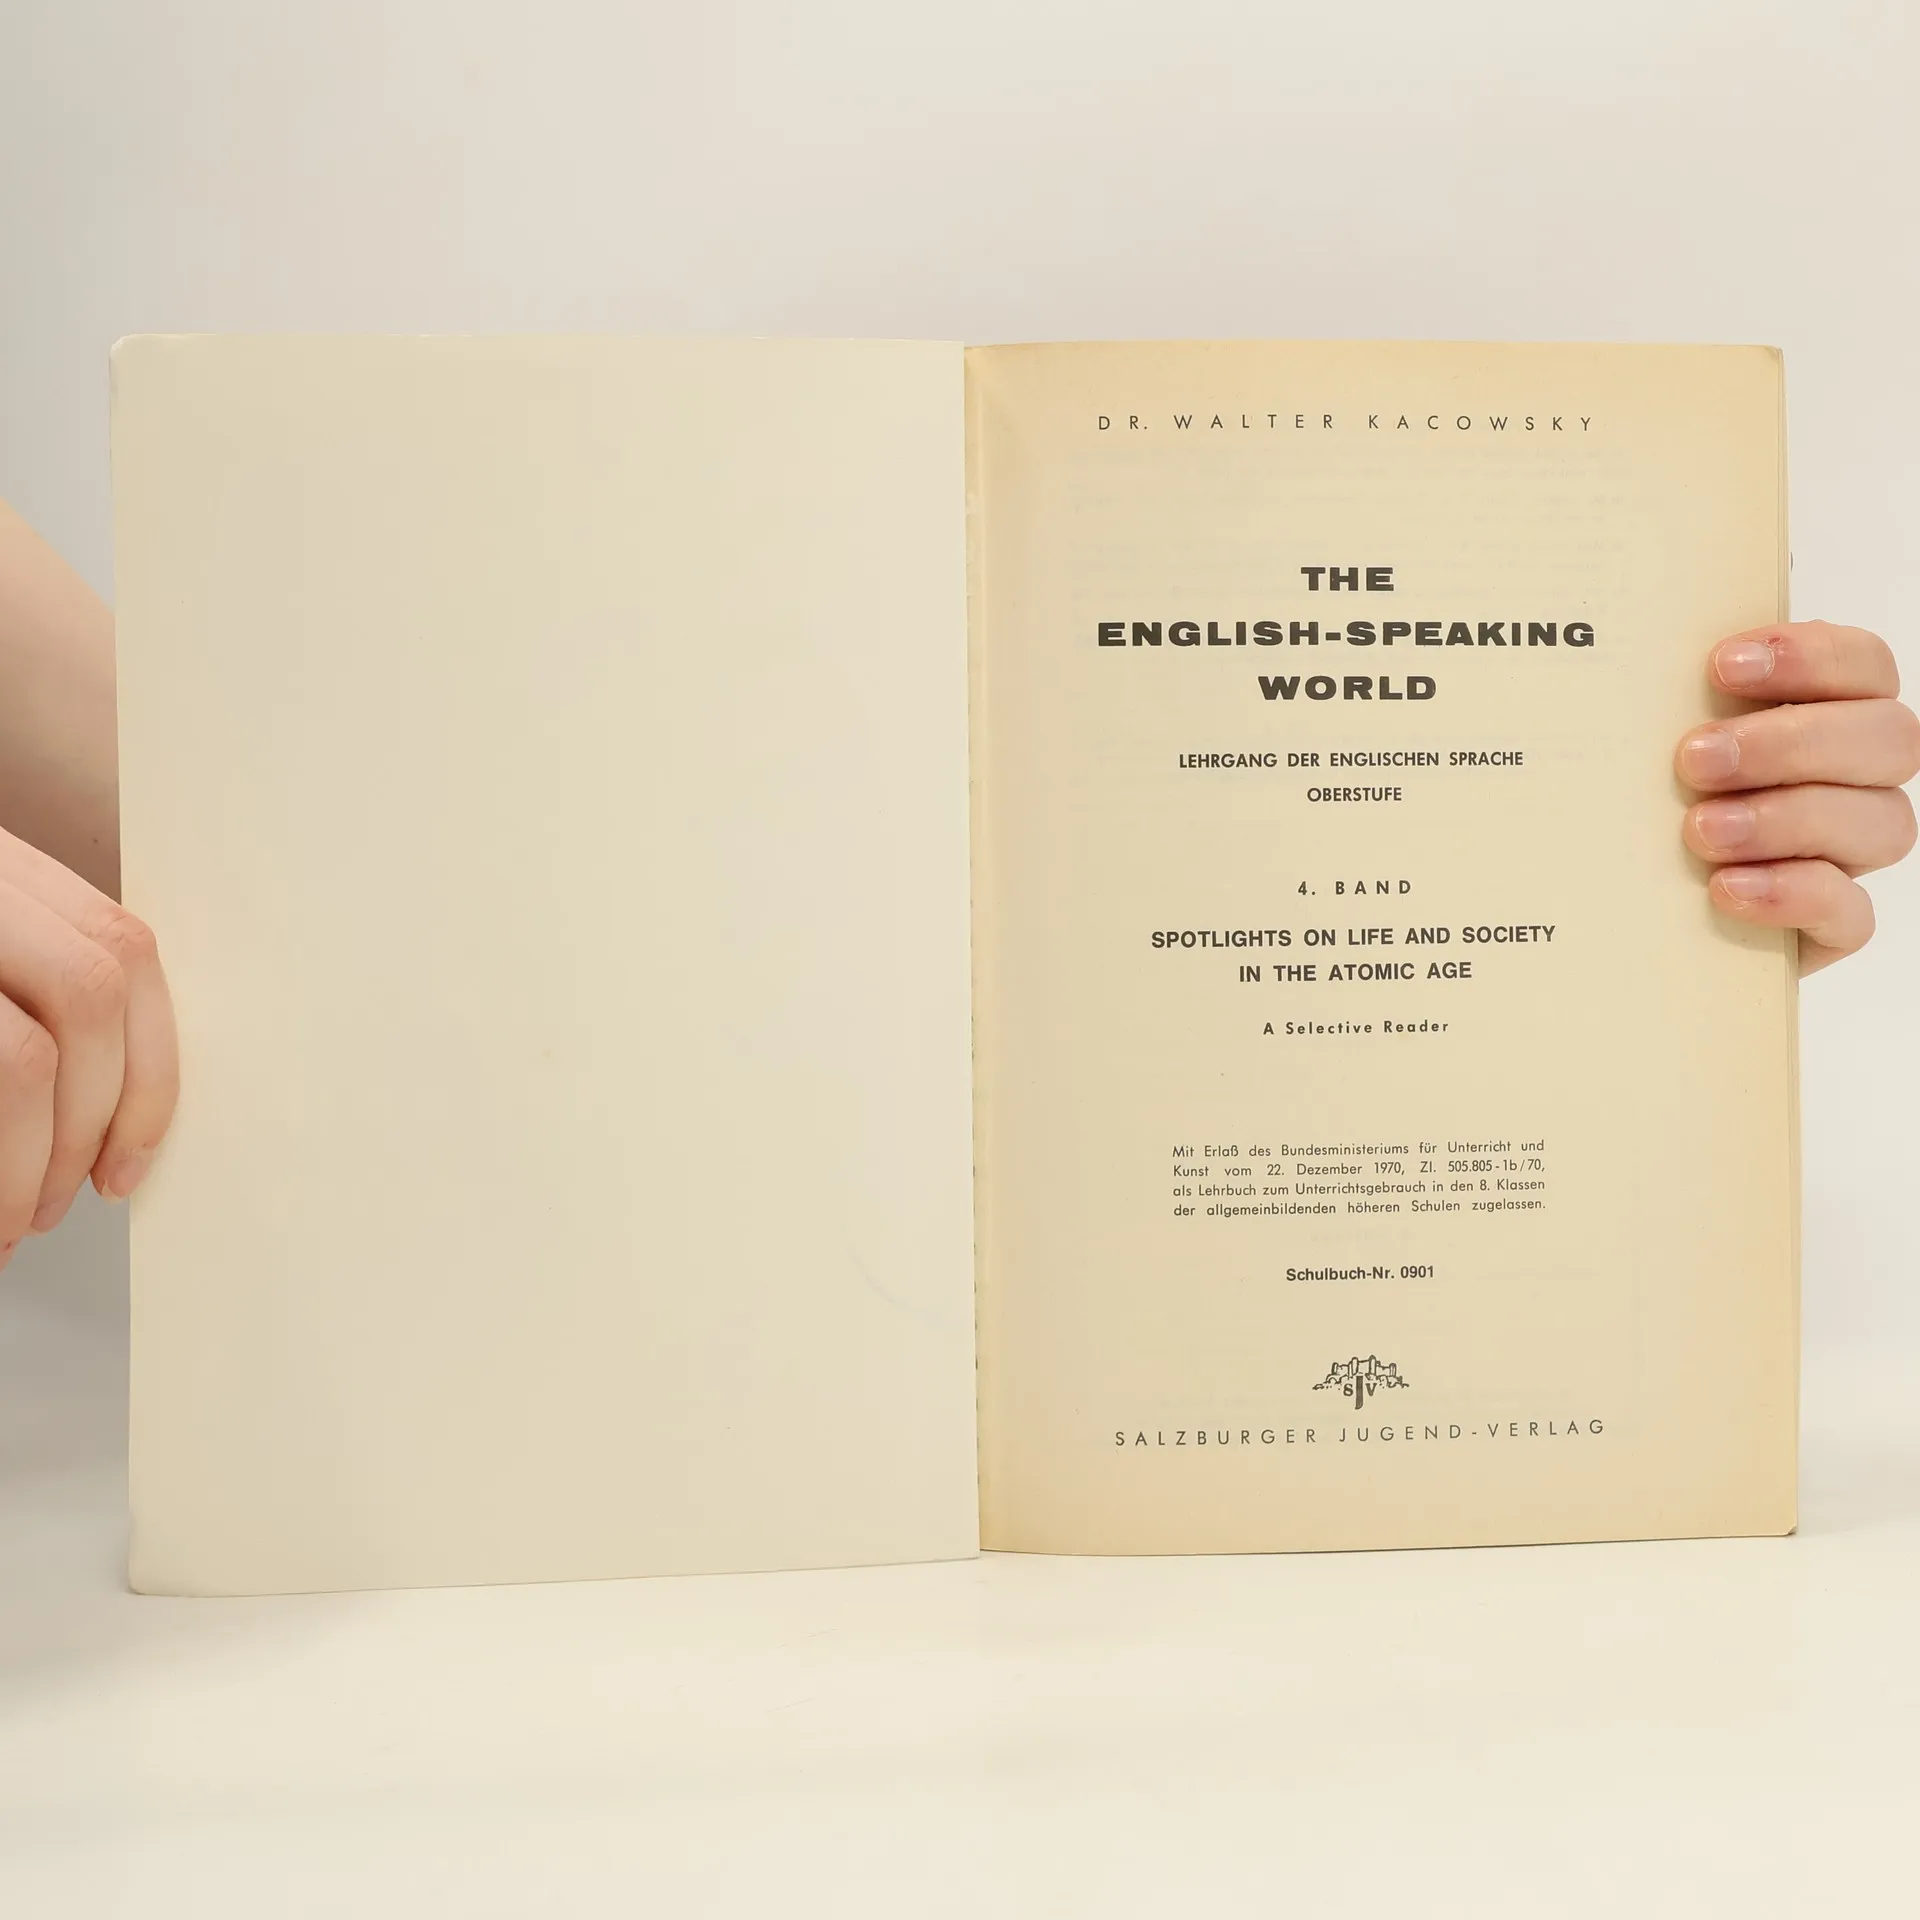 DR. WALTER KACOWSKY
THE
ENGLISH-SPEAKING
WORLD
LEHRGANG DER ENGLISCHEN SPRACHE
OBERSTUFE
4. BAND
SPOTLIGHTS ON LIFE AND SOCIETY
IN THE ATOMIC AGE
A Selective Reader
Mit Erlaß des Bundesministeriums für Unterricht und
Kunst vom 22. Dezember 1970, Zl. 505.805-1b/70,
als Lehrbuch zum Unterrichtsgebrauch in den 8. Klassen
der allgemeinbildenden höheren Schulen zugelassen.
Schulbuch-Nr. 0901
SJV
SALZBURGER JUGEND-VERLAG